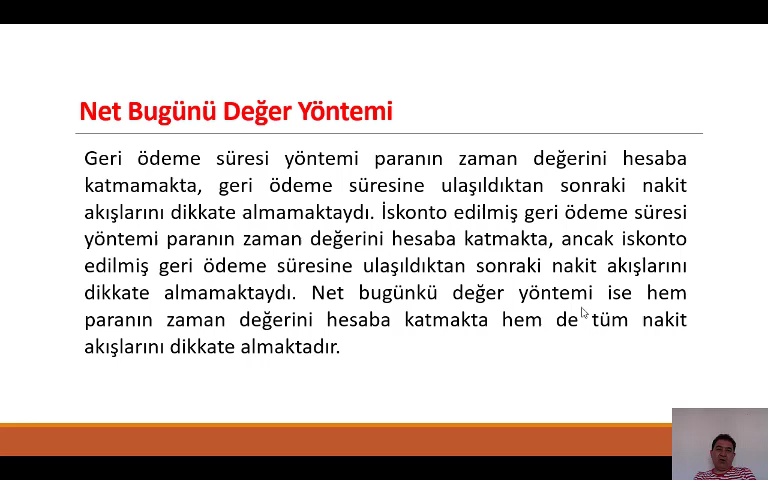 Net Bugünü Değer Yöntemi
Geri ödeme süresi yöntemi paranın zaman değerini hesaba
katmamakta, geri ödeme süresine ulaşıldıktan sonraki nakit
akışlarını dikkate almamaktaydı. İskonto edilmiş geri ödeme süresi
yöntemi paranın zaman değerini hesaba katmakta, ancak iskonto
edilmiş geri ödeme süresine ulaşıldıktan sonraki nakit akışlarını
dikkate almamaktaydı. Net bugünkü değer yöntemi ise hem
paranın zaman değerini hesaba katmakta hem de tüm nakit
akışlarını dikkate almaktadır.